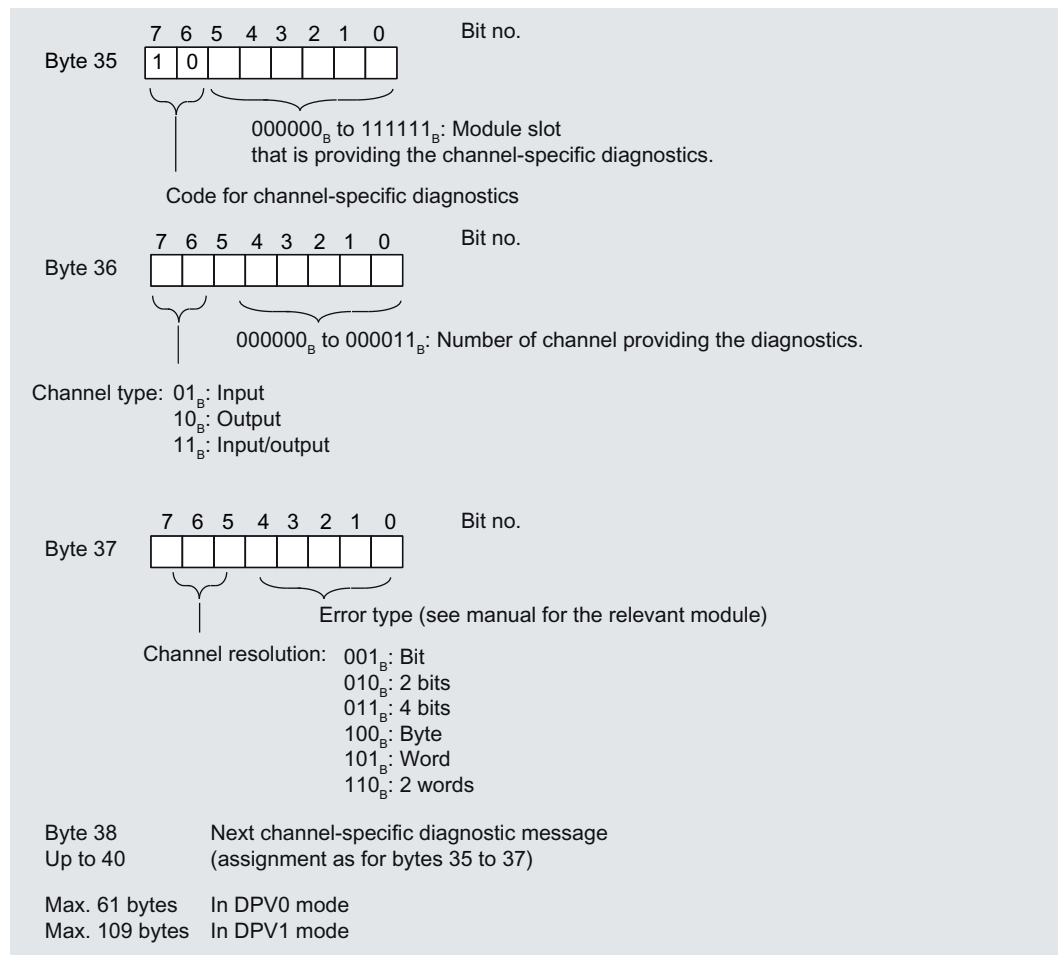 7 6 5 4 3 2 1 0 Bit no.
Byte 35 1 0
000000B to 111111B: Module slot
that is providing the channel-specific diagnostics.
Code for channel-specific diagnostics
7 6 5 4 3 2 1 0 Bit no.
Byte 36
000000B to 000011B: Number of channel providing the diagnostics.
Channel type: 01B: Input
10B: Output
11B: Input/output
7 6 5 4 3 2 1 0 Bit no.
Byte 37
Error type (see manual for the relevant module)
Channel resolution: 001B: Bit
010B: 2 bits
011B: 4 bits
100B: Byte
101B: Word
110B: 2 words
Byte 38 Next channel-specific diagnostic message
Up to 40 (assignment as for bytes 35 to 37)
Max. 61 bytes In DPV0 mode
Max. 109 bytes In DPV1 mode